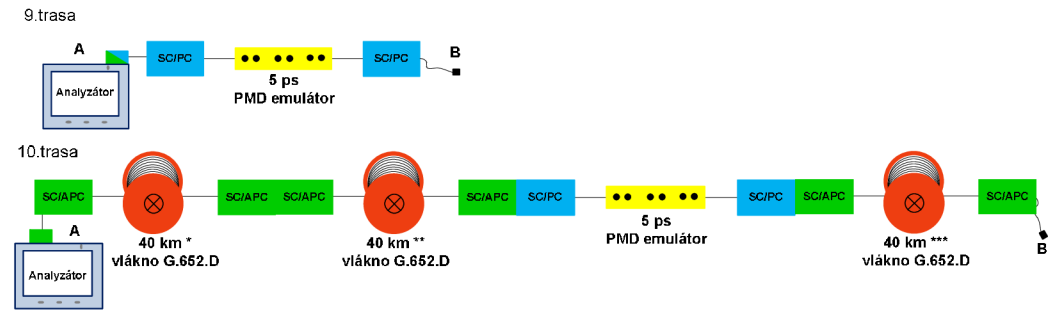 9.trasa
A
SC/PC
SC/PC
B
Analyzátor
5 ps
PMD emulátor
10.trasa
SC/APC
SC/APC
SC/APC
SC/APC
SC/PC
SC/PC
SC/APC
SC/APC
A
40 km *
vlákno G.652.D
40 km **
vlákno G.652.D
5 ps
PMD emulátor
40 km ***
vlákno G.652.D
B
Analyzátor